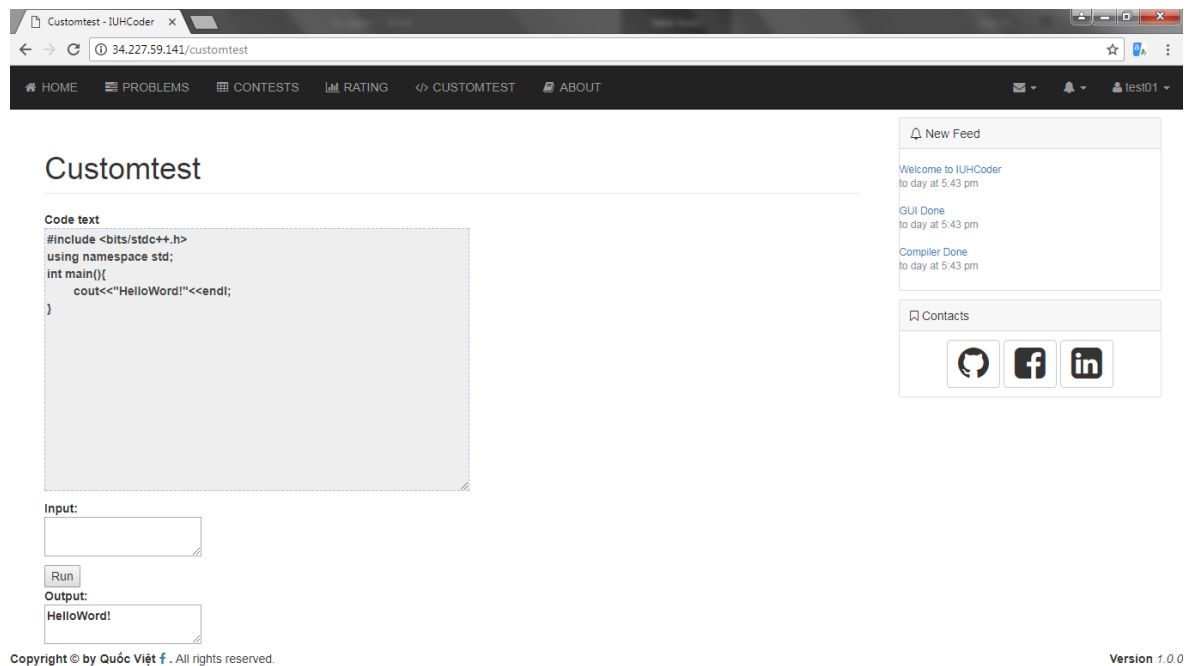 Customtest - IUHCoder
34.227.59.141/customtest
HOME PROBLEMS CONTESTS RATING </> CUSTOMTEST ABOUT test01
Customtest
Code text
#include <bits/stdc++.h>
using namespace std;
int main(){
cout<<"HelloWord!"<<endl;
}
Input:
Run
Output:
HelloWord!
New Feed
Welcome to IUHCoder
to day at 5:43 pm
GUI Done
to day at 5:43 pm
Compiler Done
to day at 5:43 pm
Contacts
Copyright © by Quốc Việt f . All rights reserved.
Version 1.0.0